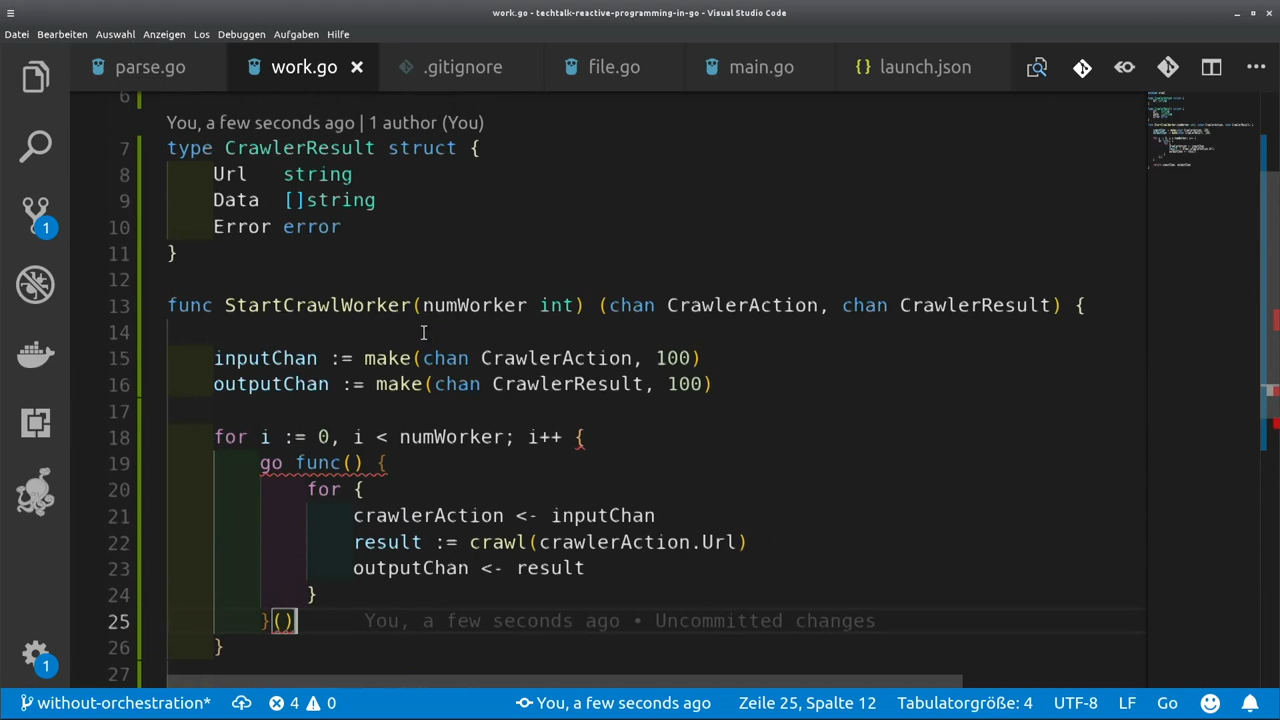 work.go - techtalk-reactive-programming-in-go - Visual Studio Code
Datei Bearbeiten Auswahl Anzeigen Los Debuggen Aufgaben Hilfe
parse.go work.go .gitignore file.go main.go {} launch.json
6
You, a few seconds ago | 1 author (You)
7 type CrawlerResult struct {
8 Url string
9 Data []string
10 Error error
11 }
12
13 func StartCrawlWorker(numWorker int) (chan CrawlerAction, chan CrawlerResult) {
14
15 inputChan := make(chan CrawlerAction, 100)
16 outputChan := make(chan CrawlerResult, 100)
17
18 for i := 0, i < numWorker; i++ {
19 go func() {
20 for {
21 crawlerAction <- inputChan
22 result := crawl(crawlerAction.Url)
23 outputChan <- result
24 }
25 }() You, a few seconds ago • Uncommitted changes
26 }
27
1
1
without-orchestration* 4 0 You, a few seconds ago Zeile 25, Spalte 12 Tabulatorgröße: 4 UTF-8 LF Go